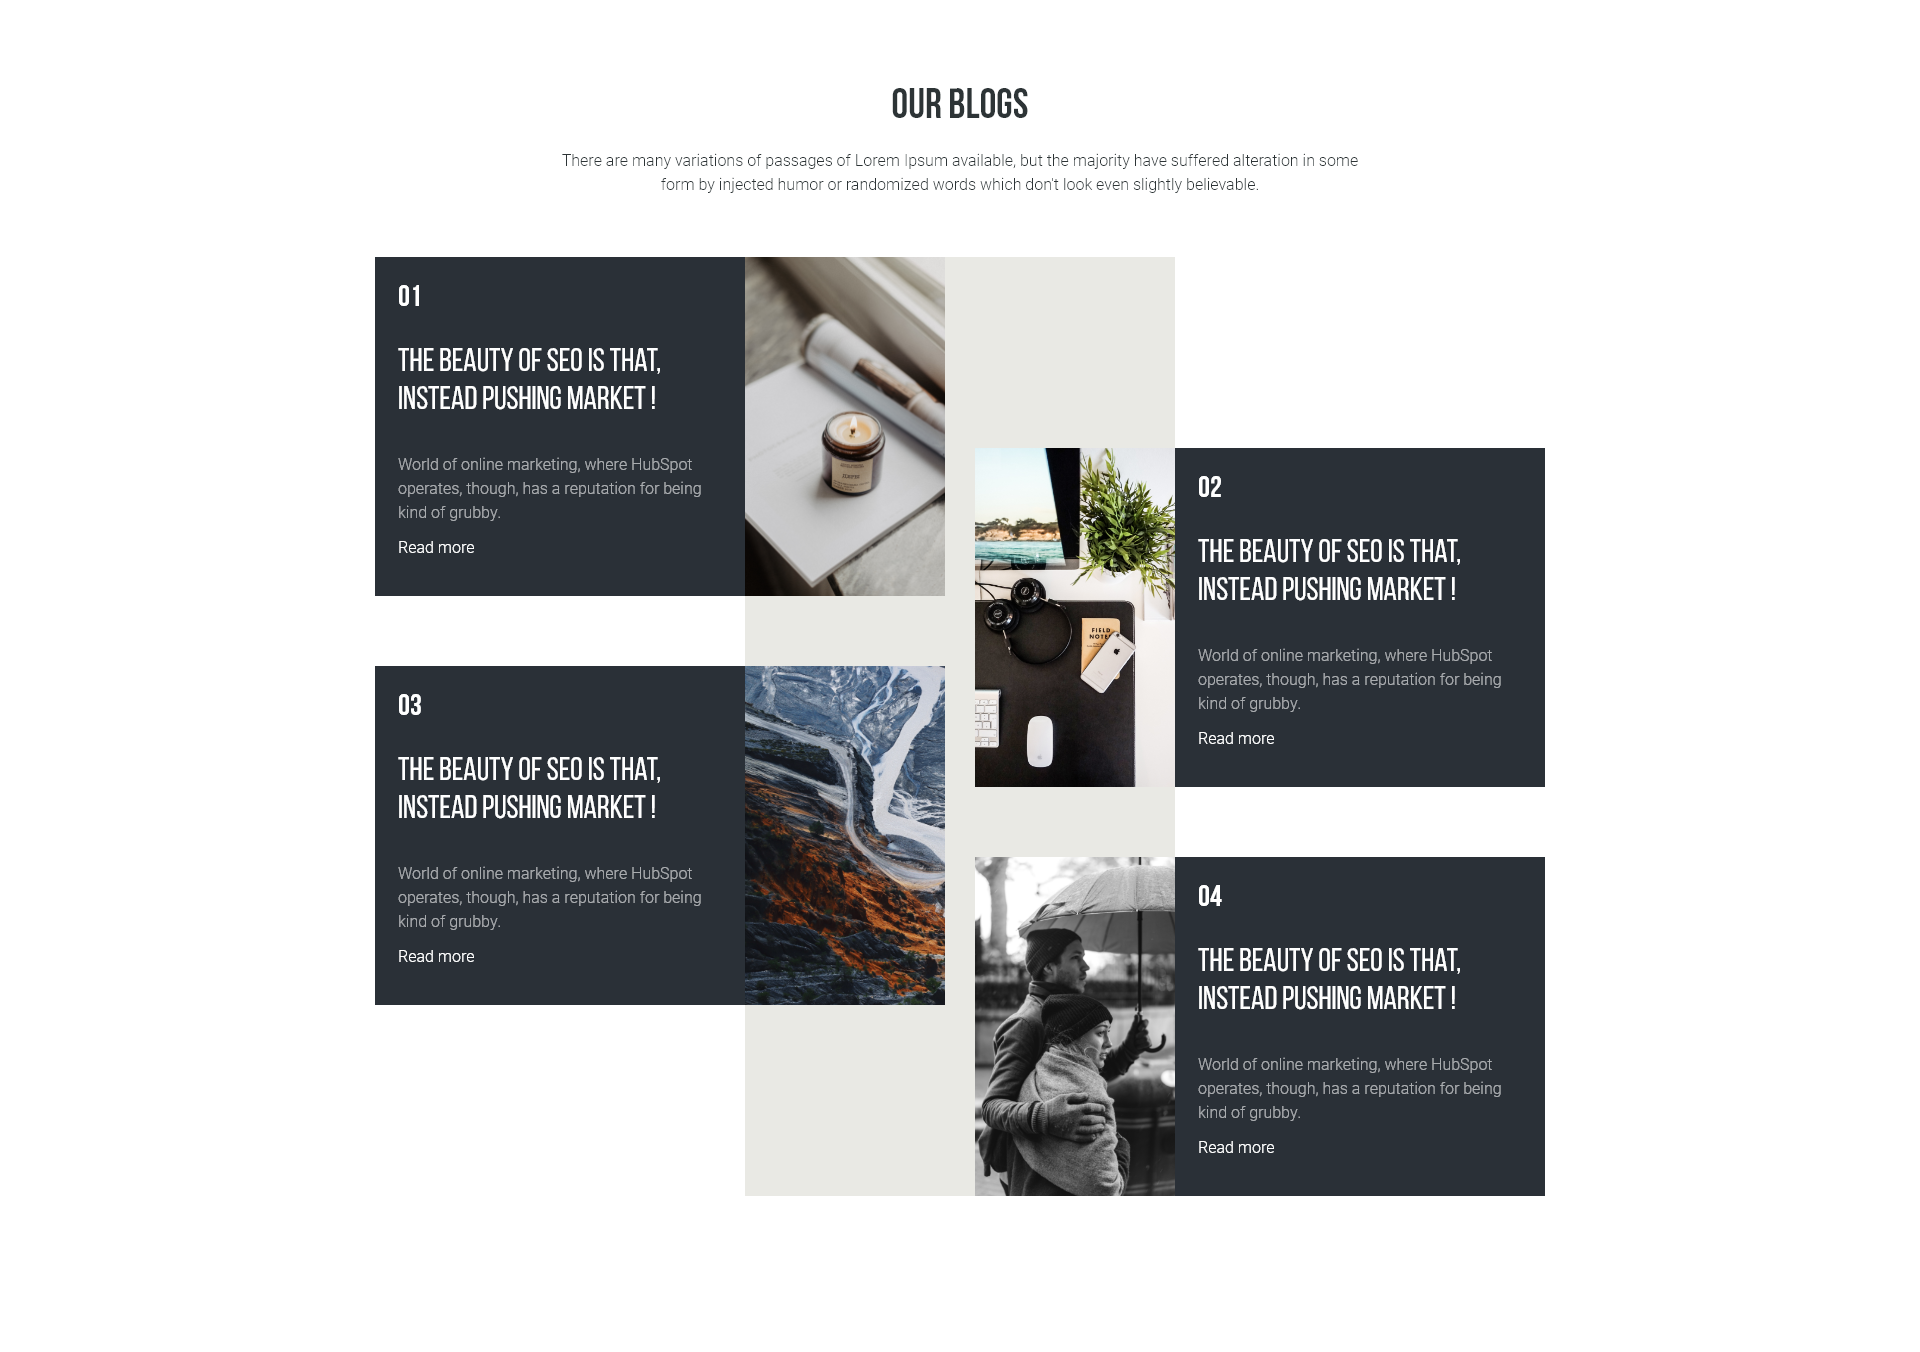 OUR BLOGS
There are many variations of passages of Lorem Ipsum available, but the majority have suffered alteration in some
form by injected humor or randomized words which don't look even slightly believable.
01
THE BEAUTY OF SEO IS THAT,
INSTEAD PUSHING MARKET !
World of online marketing, where HubSpot
operates, though, has a reputation for being
kind of grubby.
Read more
02
THE BEAUTY OF SEO IS THAT,
INSTEAD PUSHING MARKET !
World of online marketing, where HubSpot
operates, though, has a reputation for being
kind of grubby.
Read more
FIELD
03
THE BEAUTY OF SEO IS THAT,
INSTEAD PUSHING MARKET !
World of online marketing, where HubSpot
operates, though, has a reputation for being
kind of grubby.
Read more
04
THE BEAUTY OF SEO IS THAT,
INSTEAD PUSHING MARKET !
World of online marketing, where HubSpot
operates, though, has a reputation for being
kind of grubby.
Read more